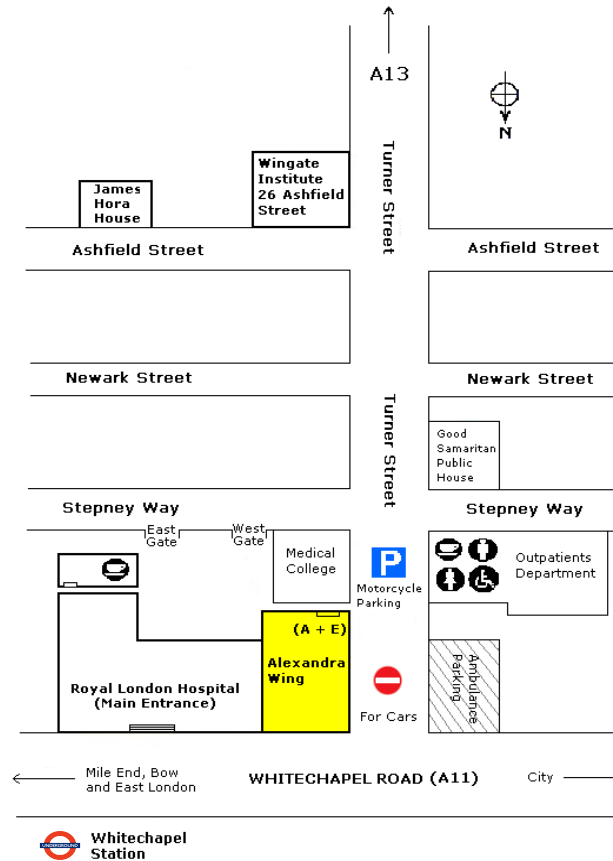 A13
N
Turner Street
Wingate
Institute
26 Ashfield
Street
James
Hora
House
Ashfield Street
Ashfield Street
Newark Street
Newark Street
Turner Street
Good
Samaritan
Public
House
Stepney Way
Stepney Way
East
Gate
West
Gate
Medical
College
P
Motorcycle
Parking
Outpatients
Department
(A + E)
Alexandra
Wing
Royal London Hospital
(Main Entrance)
Ambulance
Parking
For Cars
Mile End, Bow
and East London
WHITECHAPEL ROAD (A11)
City
UNDERGROUND
Whitechapel
Station